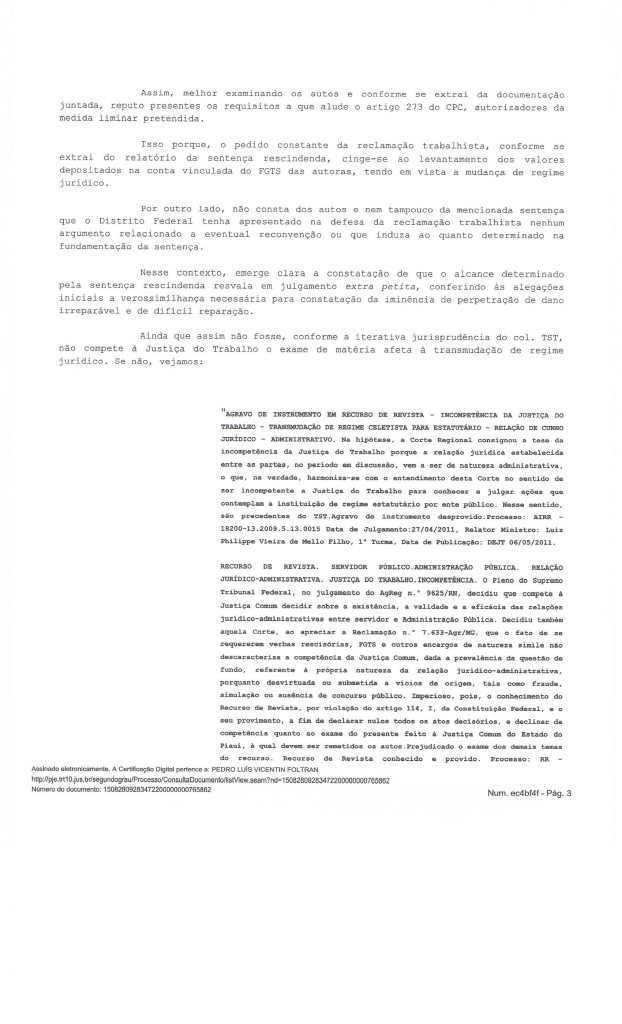 Assim, melhor examinando os autos e conforme se extrai da documentação
juntada, reputo presentes os requisitos a que alude o artigo 273 do CPC, autorizadores da
medida liminar pretendida.
Isso porque, o pedido constante da reclamação trabalhista, conforme se
extrai do relatório da sentença rescindenda, cinge-se ao levantamento dos valores
depositados na conta vinculada do FGTS das autoras, tendo em vista a mudança de regime
jurídico.
Por outro lado, não consta dos autos e nem tampouco da mencionada sentença
que o Distrito Federal tenha apresentado na defesa da reclamação trabalhista nenhum
argumento relacionado a eventual reconvenção ou que induza ao quanto determinado na
fundamentação da sentença.
Nesse contexto, emerge clara a constatação de que o alcance determinado
pela sentença rescindenda resvala em julgamento extra petita, conferindo às alegações
iniciais a verossimilhança necessária para constatação da iminência de perpetração de dano
irreparável e de difícil reparação.
Ainda que assim não fosse, conforme a iterativa jurisprudência do col. TST,
não compete à Justiça do Trabalho o exame de matéria afeta à transmudação de regime
jurídico. Se não, vejamos:
"AGRAVO DE INSTRUMENTO EM RECURSO DE REVISTA - INCOMPETÊNCIA DA JUSTIÇA DO
TRABALHO - TRANSMUDAÇÃO DE REGIME CELETISTA PARA ESTATUTÁRIO - RELAÇÃO DE CUNHO
JURÍDICO - ADMINISTRATIVO. Na hipótese, a Corte Regional consignou a tese da
incompetência da Justiça do Trabalho porque a relação jurídica estabelecida
entre as partes, no período em discussão, vem a ser de natureza administrativa,
o que, na verdade, harmoniza-se com o entendimento desta Corte no sentido de
ser incompetente a Justiça do Trabalho para conhecer e julgar ações que
contemplam a instituição de regime estatutário por ente público. Nesse sentido,
são precedentes do TST.Agravo de instrumento desprovido.Processo: AIRR -
18200-13.2009.5.13.0015 Data de Julgamento:27/04/2011, Relator Ministro: Luiz
Philippe Vieira de Mello Filho, 1ª Turma, Data de Publicação: DEJT 06/05/2011.
RECURSO DE REVISTA. SERVIDOR PÚBLICO.ADMINISTRAÇÃO PÚBLICA. RELAÇÃO
JURÍDICO-ADMINISTRATIVA. JUSTIÇA DO TRABALHO.INCOMPETÊNCIA. O Pleno do Supremo
Tribunal Federal, no julgamento do AgReg n.º 9625/RN, decidiu que compete à
Justiça Comum decidir sobre a existência, a validade e a eficácia das relações
jurídico-administrativas entre servidor e Administração Pública. Decidiu também
aquela Corte, ao apreciar a Reclamação n.º 7.633-Agr/MG, que o fato de se
requererem verbas rescisórias, FGTS e outros encargos de natureza símile não
descaracteriza a competência da Justiça Comum, dada a prevalência da questão de
fundo, referente à própria natureza da relação jurídico-administrativa,
porquanto desvirtuada ou submetida a vícios de origem, tais como fraude,
simulação ou ausência de concurso público. Imperioso, pois, o conhecimento do
Recurso de Revista, por violação do artigo 114, I, da Constituição Federal, e o
seu provimento, a fim de declarar nulos todos os atos decisórios, e declinar da
competência quanto ao exame do presente feito à Justiça Comum do Estado do
Piauí, à qual devem ser remetidos os autos.Prejudicado o exame dos demais temas
do recurso. Recurso de Revista conhecido e provido. Processo: RR -
Assinado eletronicamente. A Certificação Digital pertence a: PEDRO LUÍS VICENTIN FOLTRAN
http://pje.trt10.jus.br/segundograu/Processo/ConsultaDocumento/listView.seam?nd=15082809283472200000000765862
Número do documento: 15082809283472200000000765862
Num. ec4bf4f - Pág. 3